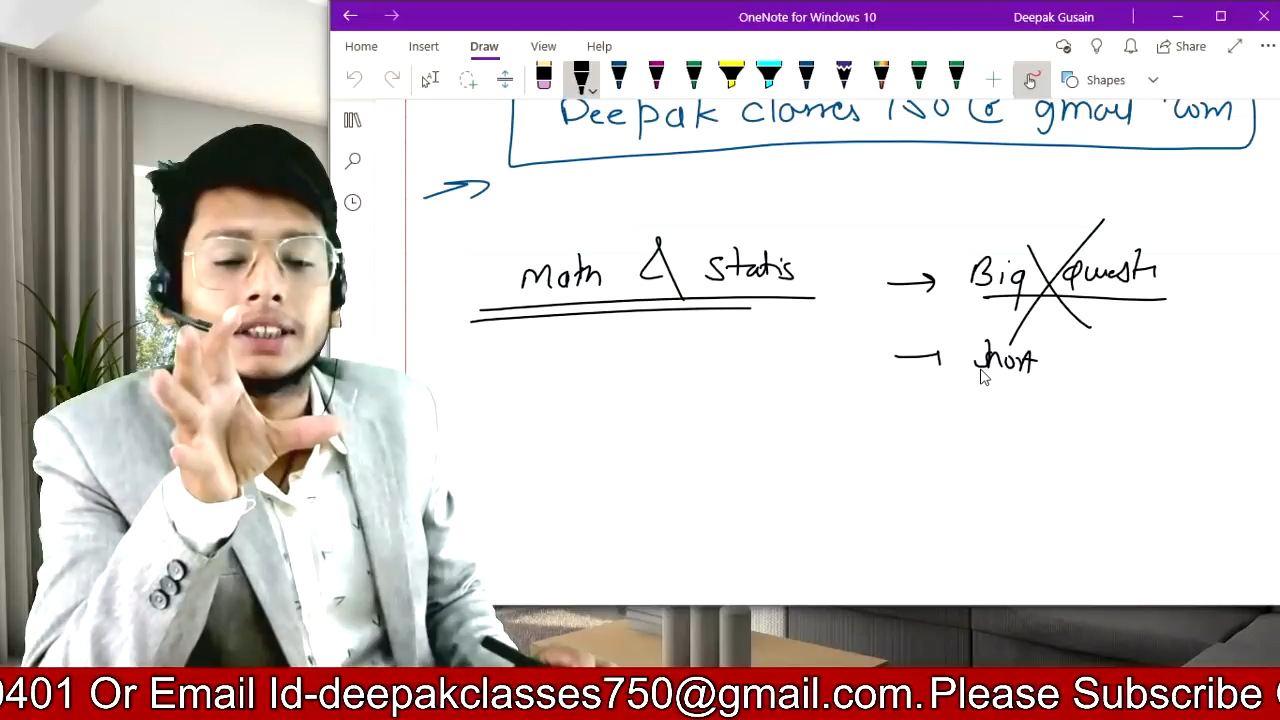 OneNote for Windows 10 Deepak Gusain
Home Insert Draw View Help Share
Shapes
Deepak classes 750 @ gmail .com
Math & Statis → Big Questi
short
0401 Or Email Id-deepakclasses750@gmail.com. Please Subscribe